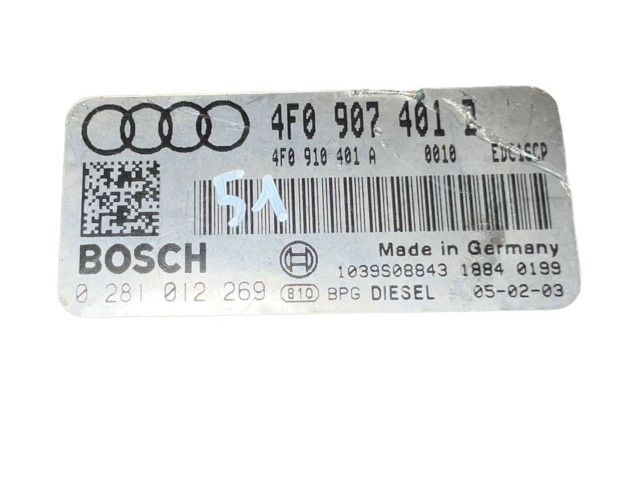 4F0 907 401
4F0 910 401 A 0010 EDC16CP
51
BOSCH
Made in Germany
1039S08843 1884 0199
0 281 012 269 810 BPG DIESEL 05-02-03